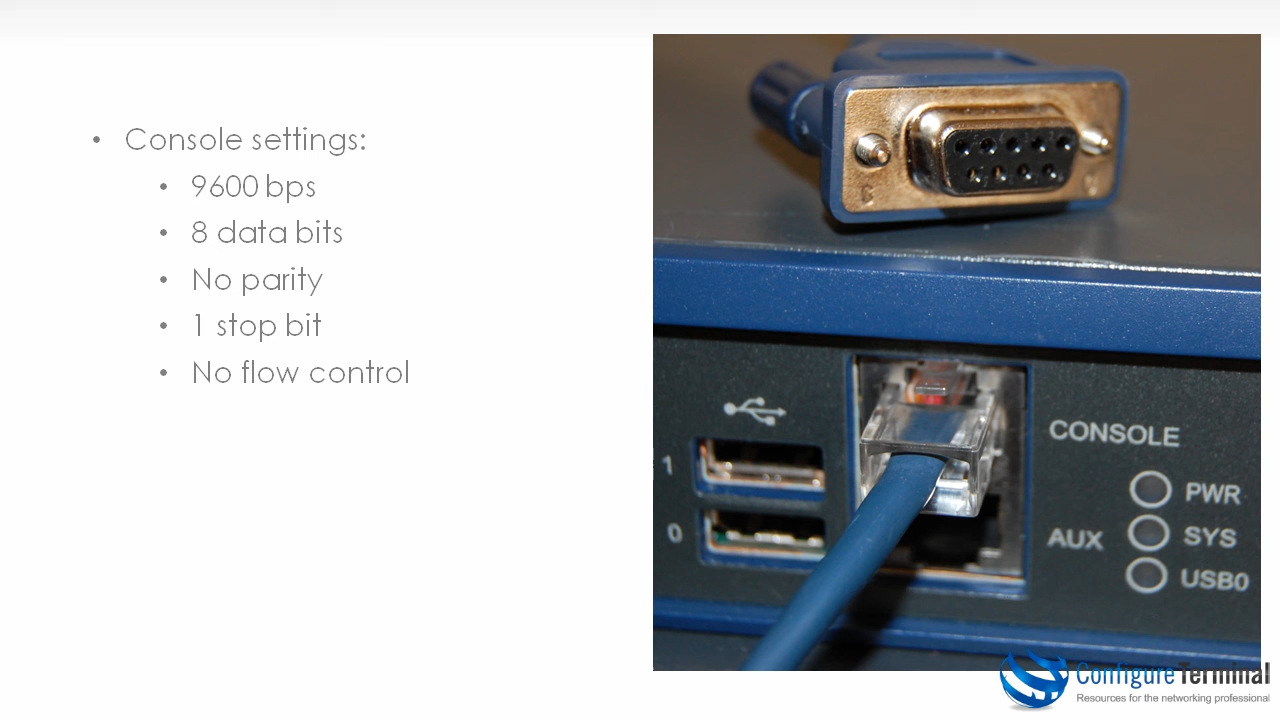 • Console settings:
• 9600 bps
• 8 data bits
• No parity
• 1 stop bit
• No flow control
CONSOLE
1
PWR
0
AUX
SYS
USB0
Configure Terminal
Resources for the networking professional